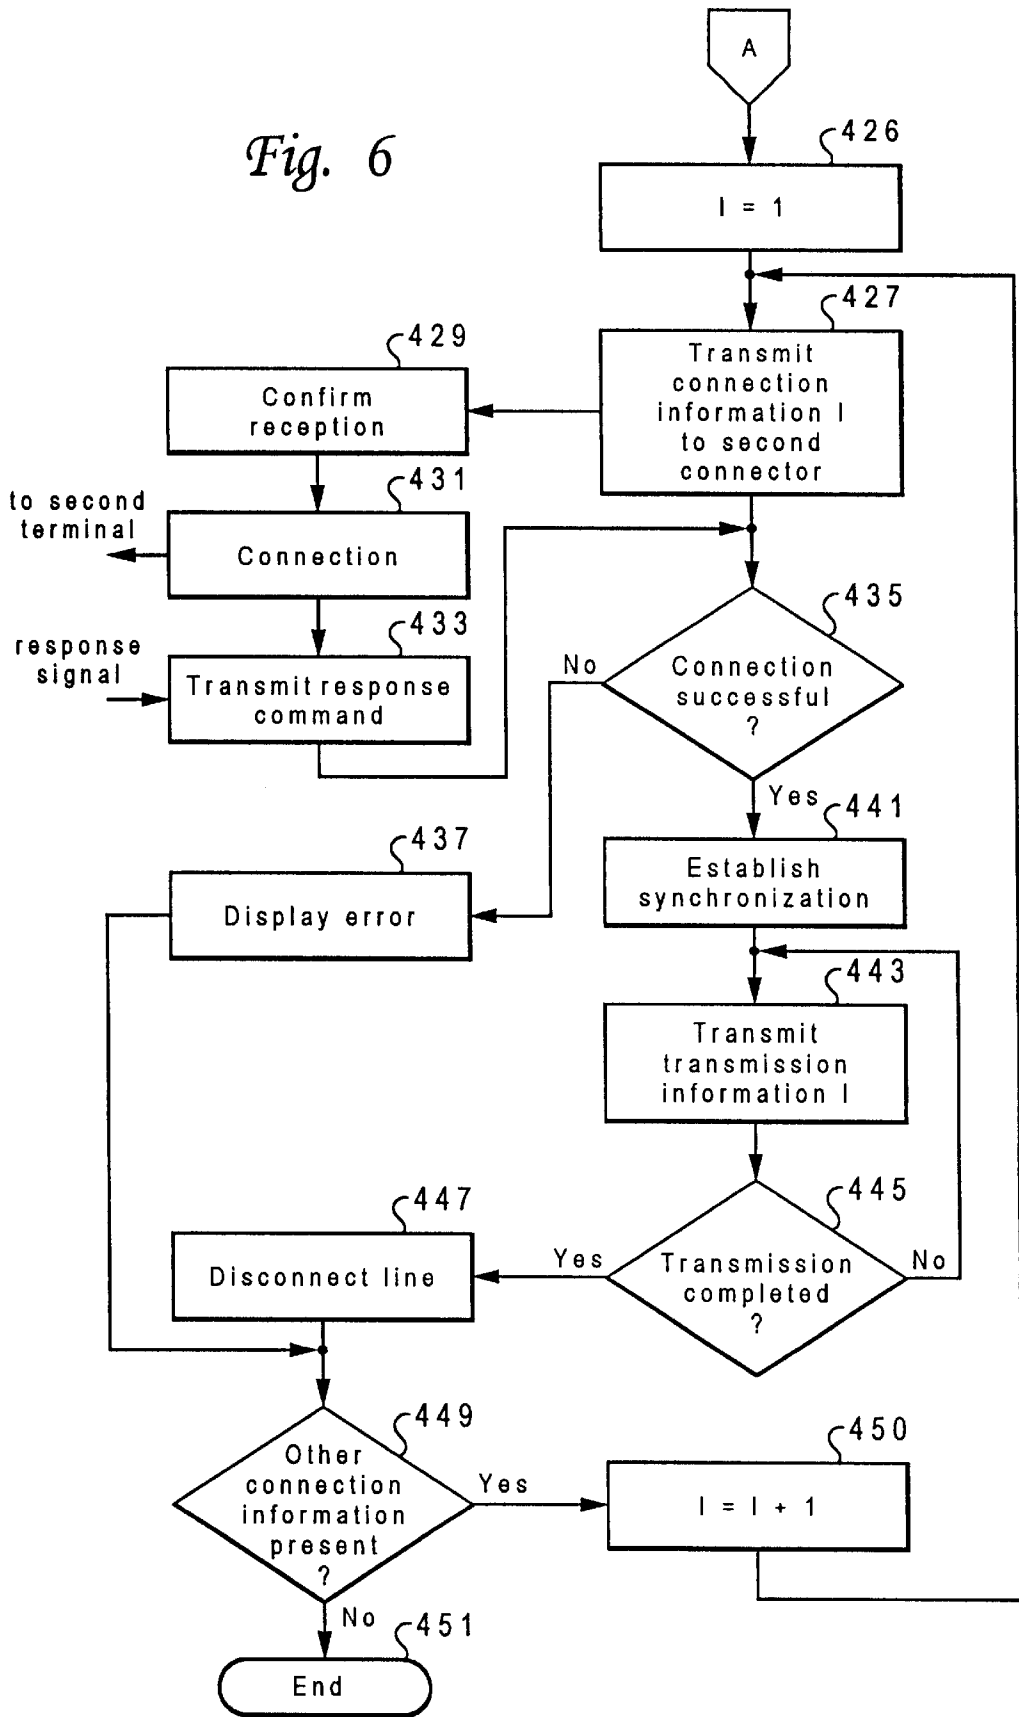 A
Fig. 6
426
I = 1
427
Transmit
connection
information I
to second
connector
429
Confirm
reception
431
to second
terminal
Connection
433
response
signal
Transmit response
command
435
Connection
successful
?
No
Yes
441
Establish
synchronization
437
Display error
443
Transmit
transmission
information I
445
Transmission
completed
?
Yes
No
447
Disconnect line
449
Other
connection
information
present
?
Yes
No
450
I = I + 1
451
End